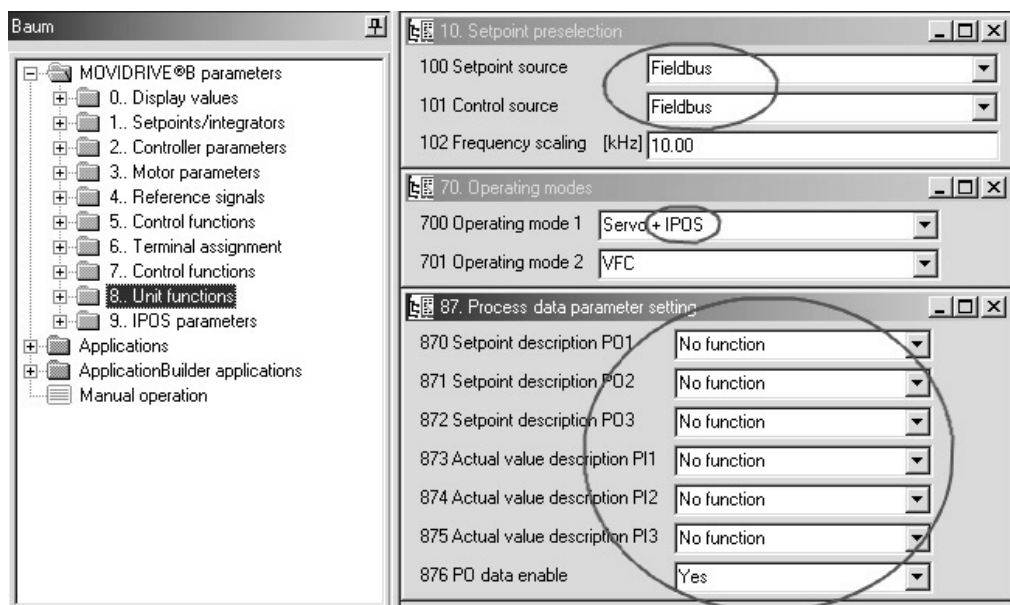 Baum
MOVIDRIVE®B parameters
0.. Display values
1.. Setpoints/integrators
2.. Controller parameters
3.. Motor parameters
4.. Reference signals
5.. Control functions
6.. Terminal assignment
7.. Control functions
8.. Unit functions
9.. IPOS parameters
Applications
ApplicationBuilder applications
Manual operation
10. Setpoint preselection
100 Setpoint source Fieldbus
101 Control source Fieldbus
102 Frequency scaling [kHz] 10.00
70. Operating modes
700 Operating mode 1 Servo + IPOS
701 Operating mode 2 VFC
87. Process data parameter setting
870 Setpoint description PO1 No function
871 Setpoint description PO2 No function
872 Setpoint description PO3 No function
873 Actual value description PI1 No function
874 Actual value description PI2 No function
875 Actual value description PI3 No function
876 PO data enable Yes